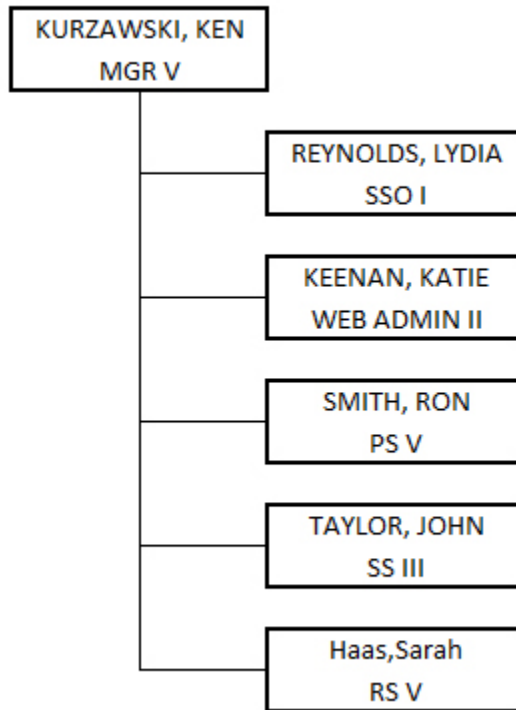 KURZAWSKI, KEN
MGR V
REYNOLDS, LYDIA
SSO I
KEENAN, KATIE
WEB ADMIN II
SMITH, RON
PS V
TAYLOR, JOHN
SS III
Haas,Sarah
RS V